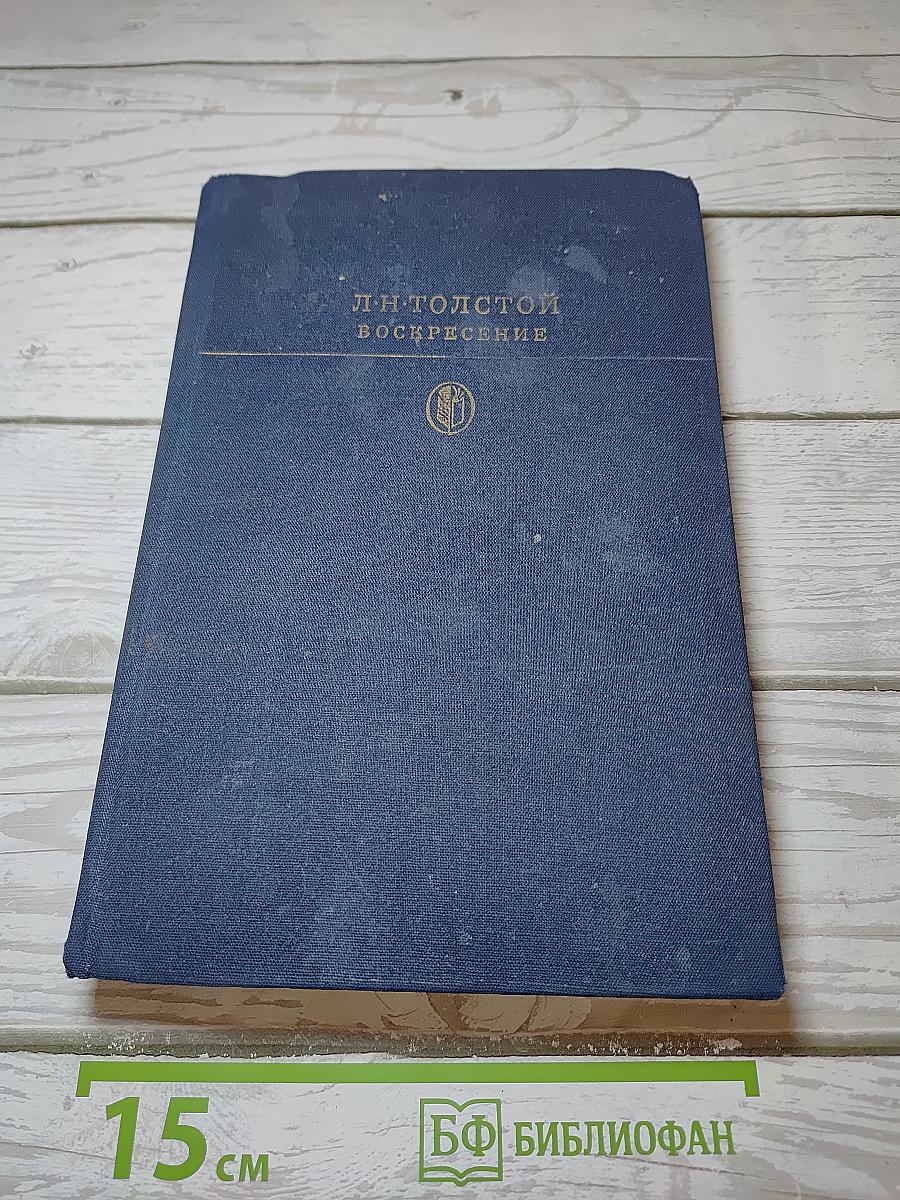 Л·Н·ТОЛСТОЙ
ВОСКРЕСЕНИЕ
15 см
БФ БИБЛИОФАН